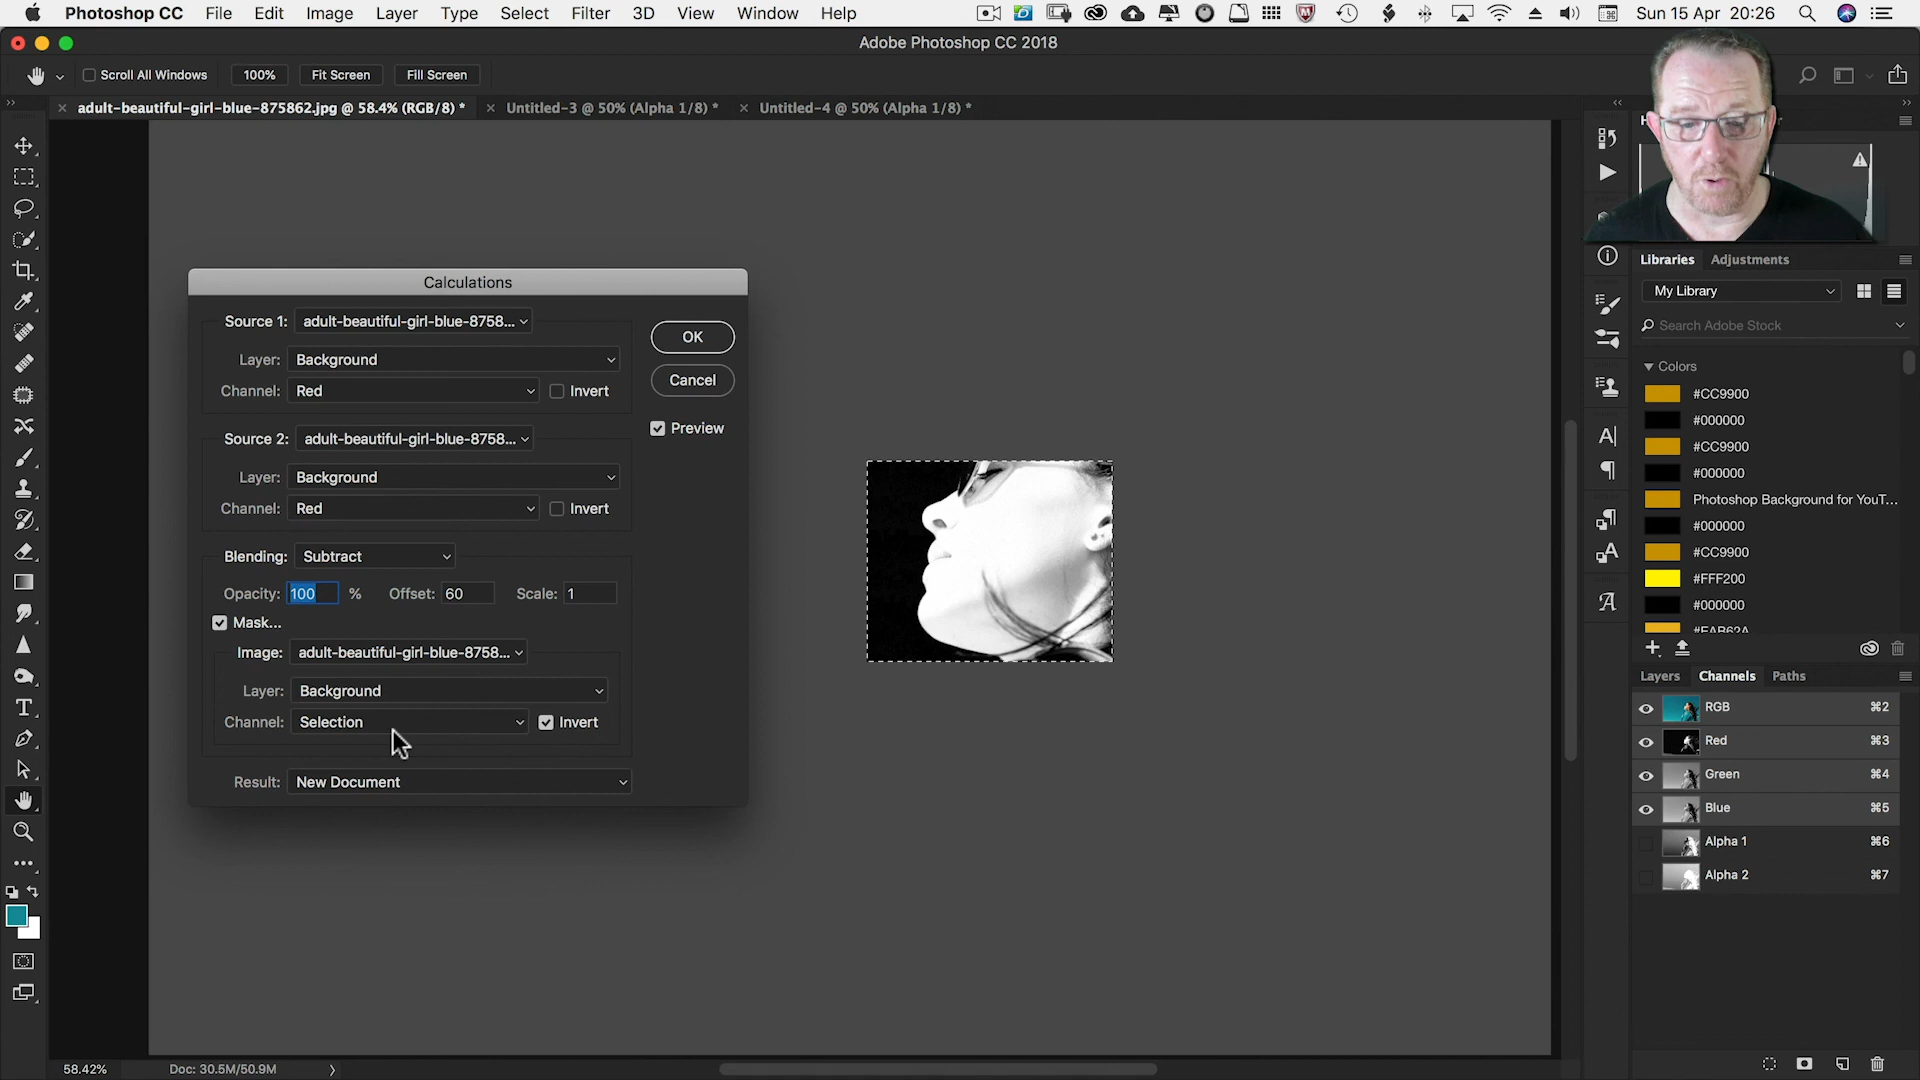 Photoshop CC File Edit Image Layer Type Select Filter 3D View Window Help Sun 15 Apr 20:26
Adobe Photoshop CC 2018
Scroll All Windows 100% Fit Screen Fill Screen
adult-beautiful-girl-blue-875862.jpg @ 58.4% (RGB/8) * Untitled-3 @ 50% (Alpha 1/8) * Untitled-4 @ 50% (Alpha 1/8) *
Calculations
Source 1: adult-beautiful-girl-blue-8758...
Layer: Background
Channel: Red Invert
OK
Cancel
Preview
Source 2: adult-beautiful-girl-blue-8758...
Layer: Background
Channel: Red Invert
Blending: Subtract
Opacity: 100 % Offset: 60 Scale: 1
Mask...
Image: adult-beautiful-girl-blue-8758...
Layer: Background
Channel: Selection Invert
Result: New Document
Libraries Adjustments
My Library
Search Adobe Stock
Colors
#CC9900
#000000
#CC9900
#000000
Photoshop Background for YouT...
#000000
#CC9900
#FFF200
#000000
#EAB62A
Layers Channels Paths
RGB ⌘2
Red ⌘3
Green ⌘4
Blue ⌘5
Alpha 1 ⌘6
Alpha 2 ⌘7
58.42% Doc: 30.5M/50.9M